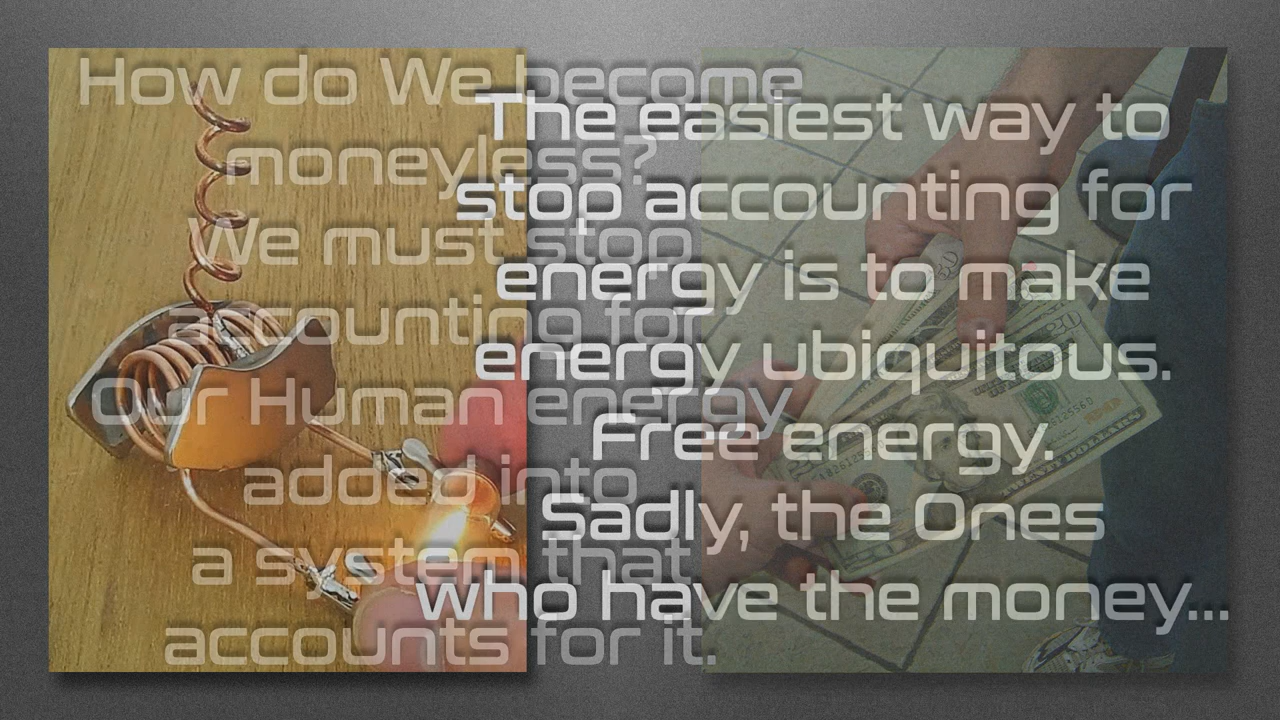 How do We become
moneyless?
We must stop
accounting for
Our Human energy
added into
a system that
accounts for it.
The easiest way to
stop accounting for
energy is to make
energy ubiquitous.
Free energy.
Sadly, the Ones
who have the money...